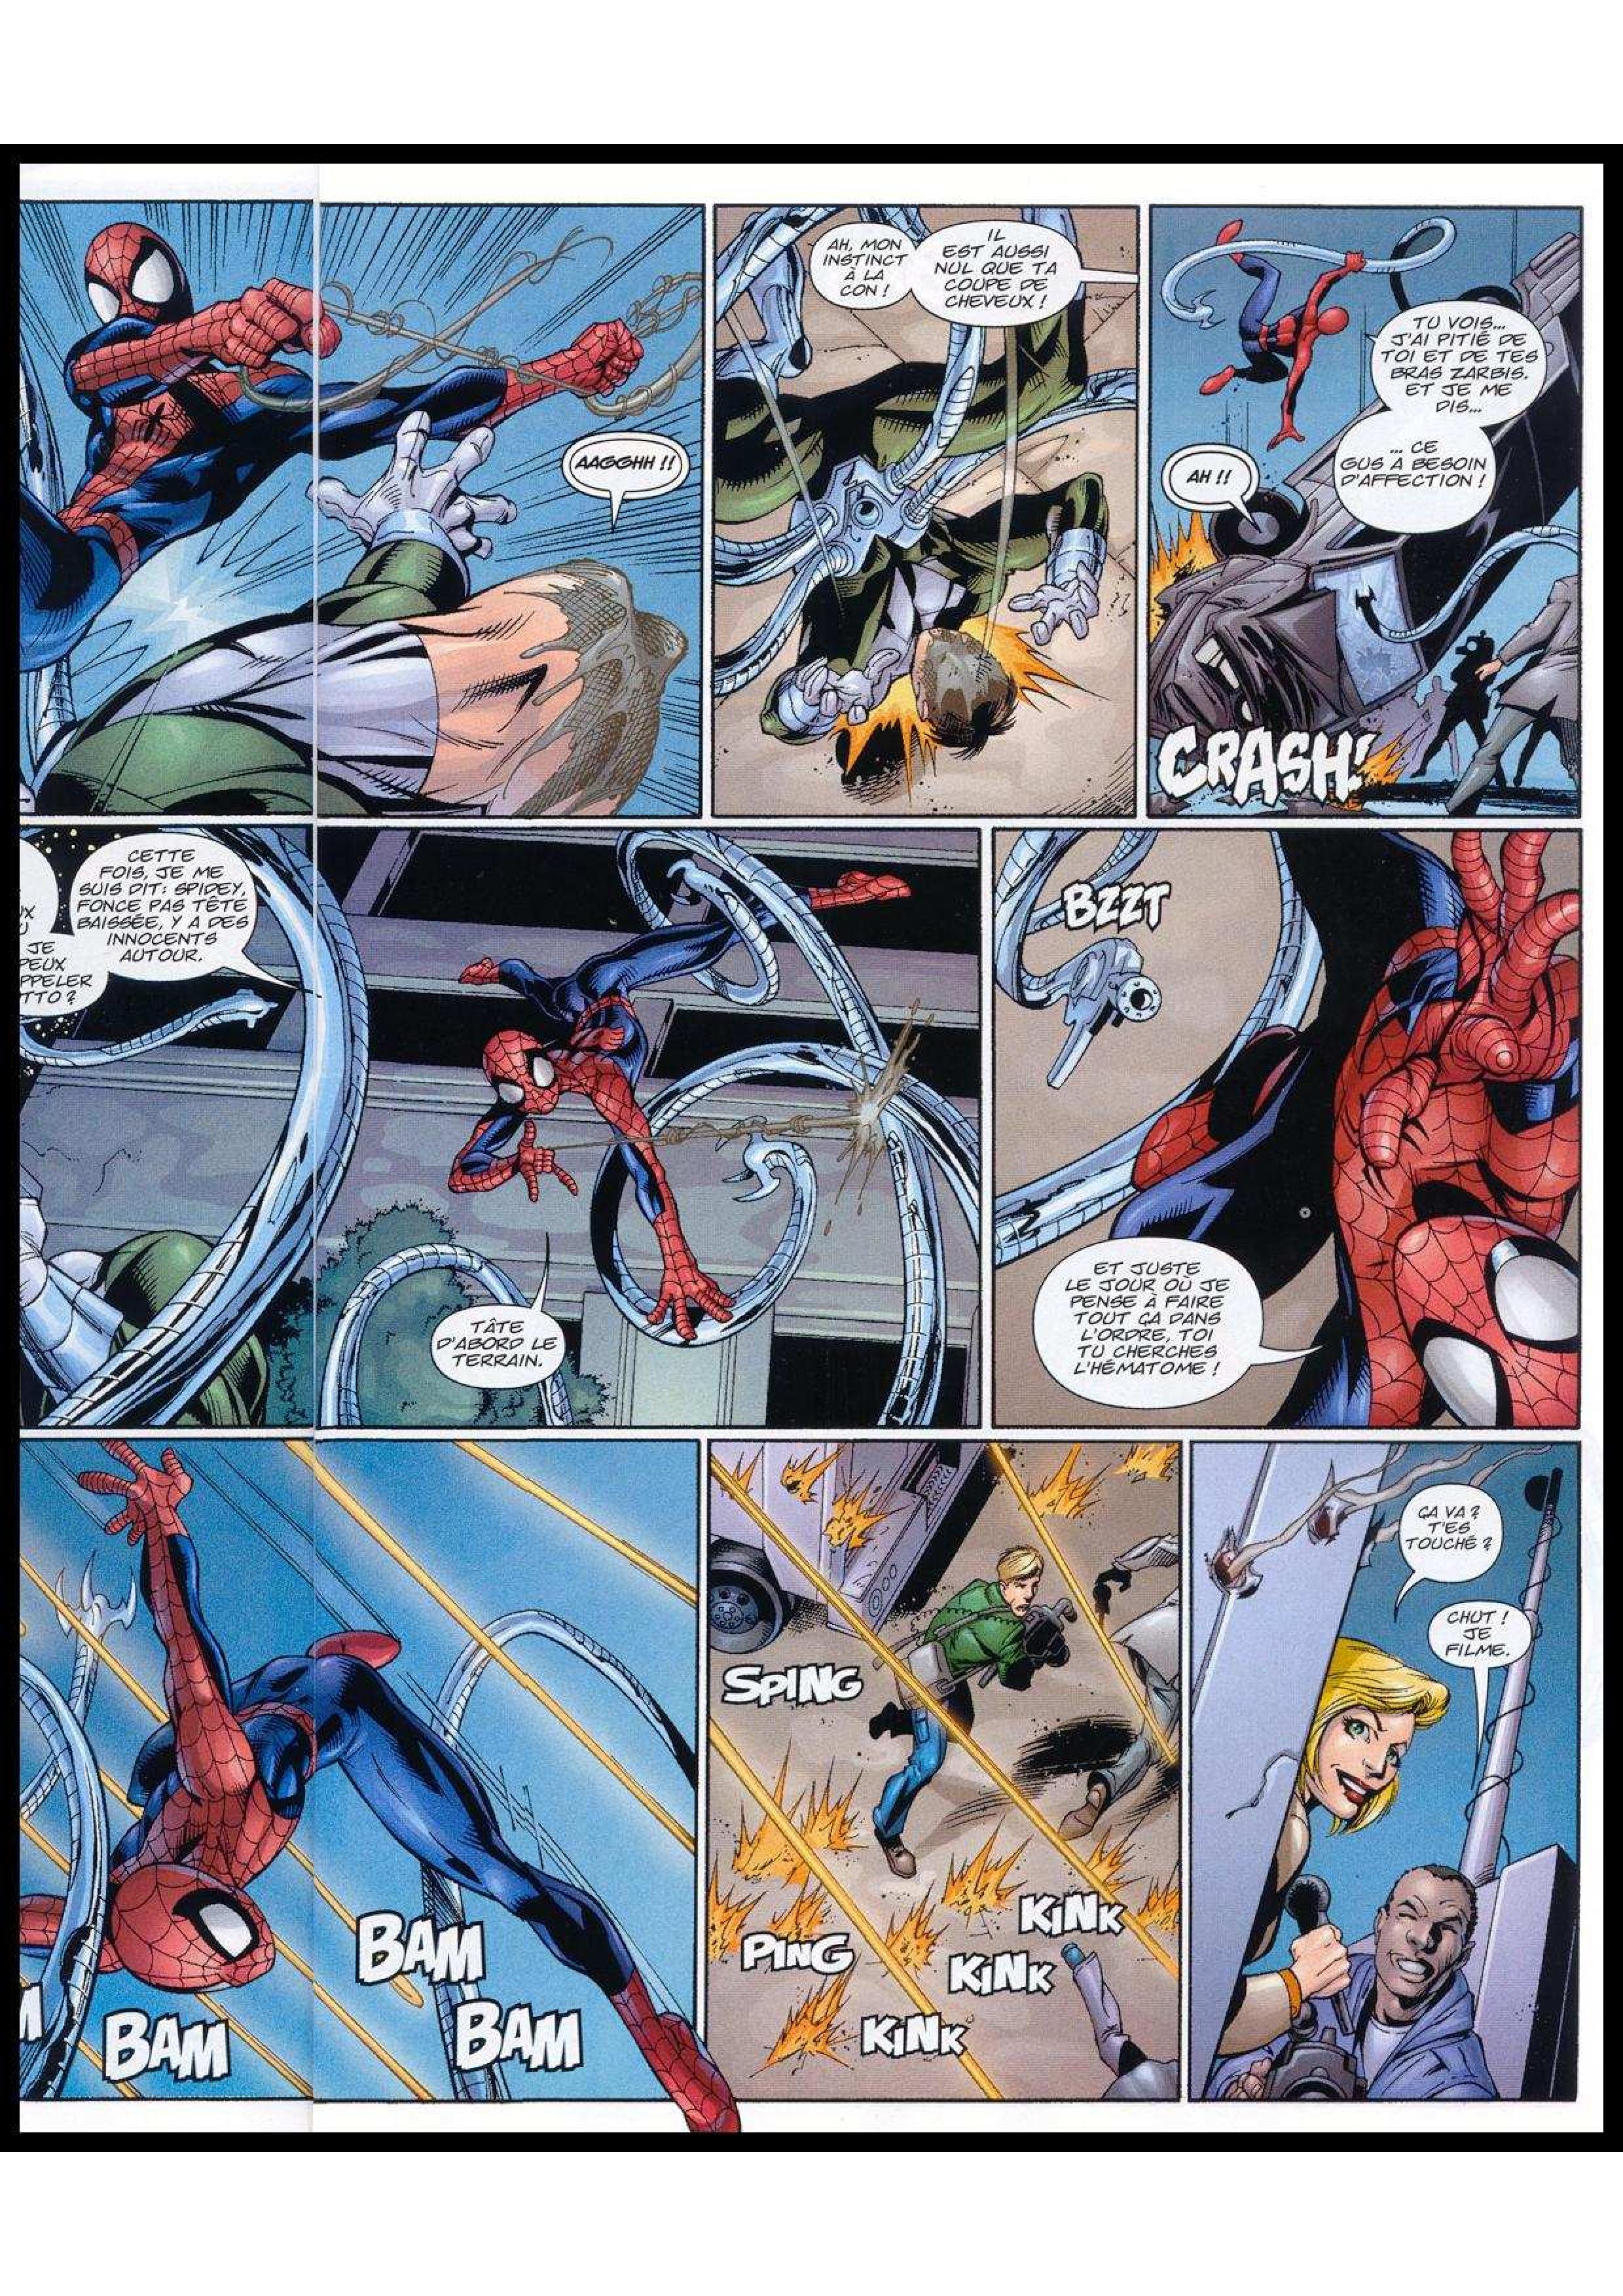 AAGGHH !!
AH, MON
INSTINCT
À LA
CON !
IL
EST AUSSI
NUL QUE TA
COUPE DE
CHEVEUX !
TU VOIS...
J'AI PITIÉ DE
TOI ET DE TES
BRAS ZARBIS.
ET JE ME
DIS...
... CE
GUS A BESOIN
D'AFFECTION !
AH !!
CRASH!
JE
CETTE
FOIS, JE ME
SUIS DIT: SPIDEY,
FONCE PAS TÊTE
BAISSÉE, Y A DES
INNOCENTS
AUTOUR.
TÂTE
D'ABORD LE
TERRAIN.
BZZT
ET JUSTE
LE JOUR OÙ JE
PENSE À FAIRE
TOUT ÇA DANS
L'ORDRE, TOI
TU CHERCHES
L'HÉMATOME !
BAM
BAM
BAM
SPING
PING
KINK
KINK
KINK
ÇA VA ?
T'ES
TOUCHÉ ?
CHUT !
JE
FILME.